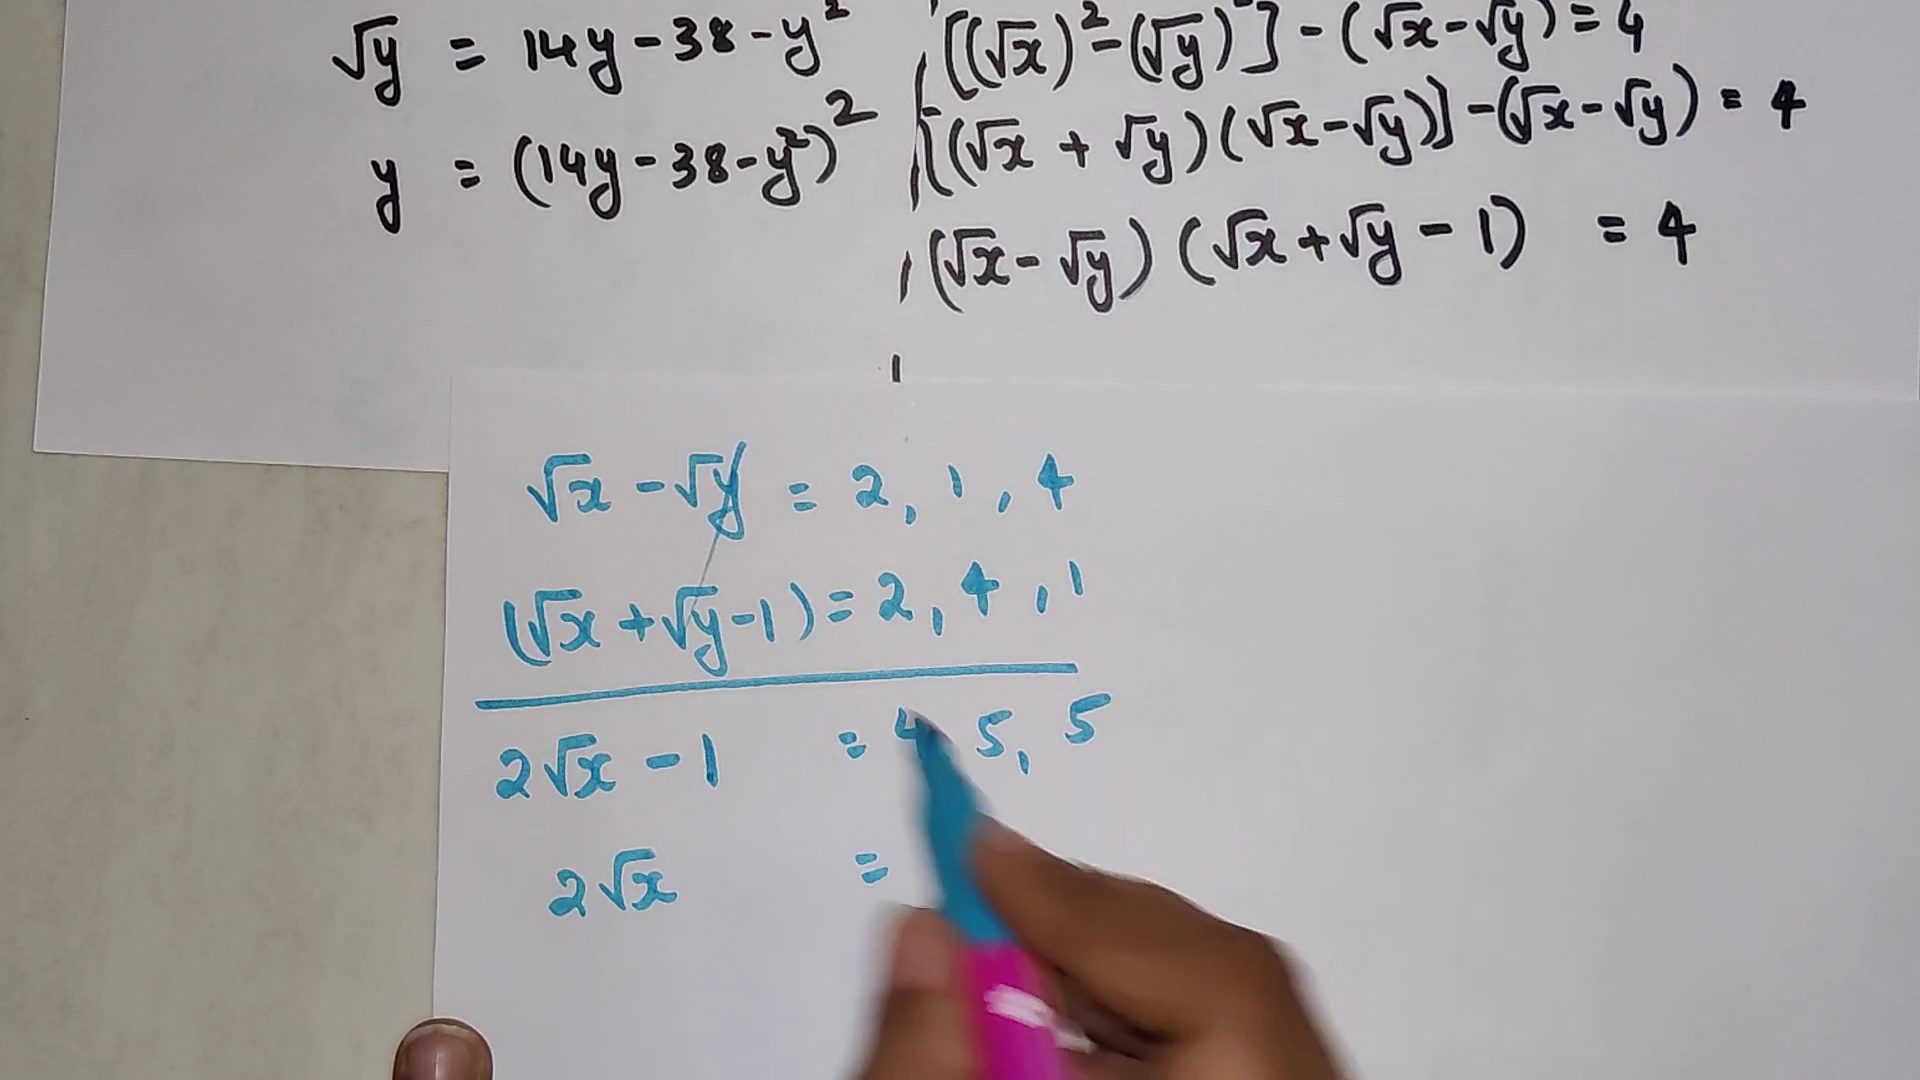 √y = 14y-38-y²
y = (14y-38-y²)²
[(√x)²-(√y)²]-(√x-√y)=4
[(√x+√y)(√x-√y)]-(√x-√y)=4
(√x-√y)(√x+√y-1)=4
√x-√y = 2, 1, 4
(√x+√y-1)=2, 4, 1
2√x-1 = 4 5, 5
2√x =